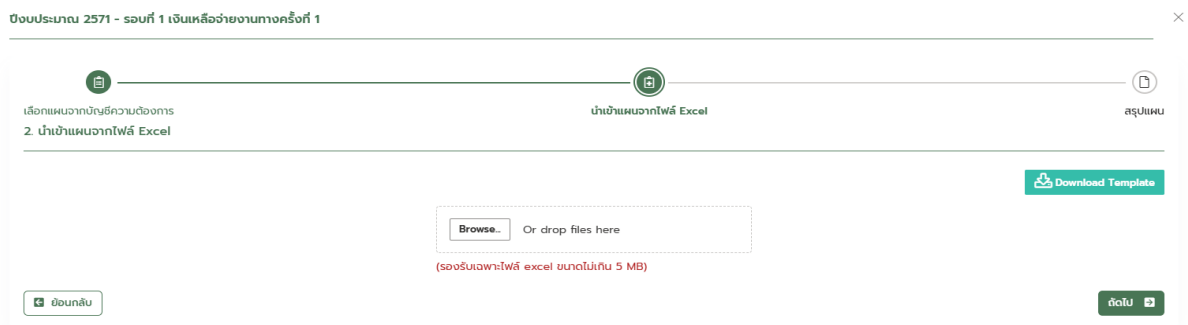 ปีงบประมาณ 2571 - รอบที่ 1 เงินเหลือจ่ายงานทางครั้งที่ 1
เลือกแผนจากบัญชีความต้องการ
นำเข้าแผนจากไฟล์ Excel
สรุปแผน
2. นำเข้าแผนจากไฟล์ Excel
Download Template
Browse... Or drop files here
(รองรับเฉพาะไฟล์ excel ขนาดไม่เกิน 5 MB)
ย้อนกลับ
ถัดไป